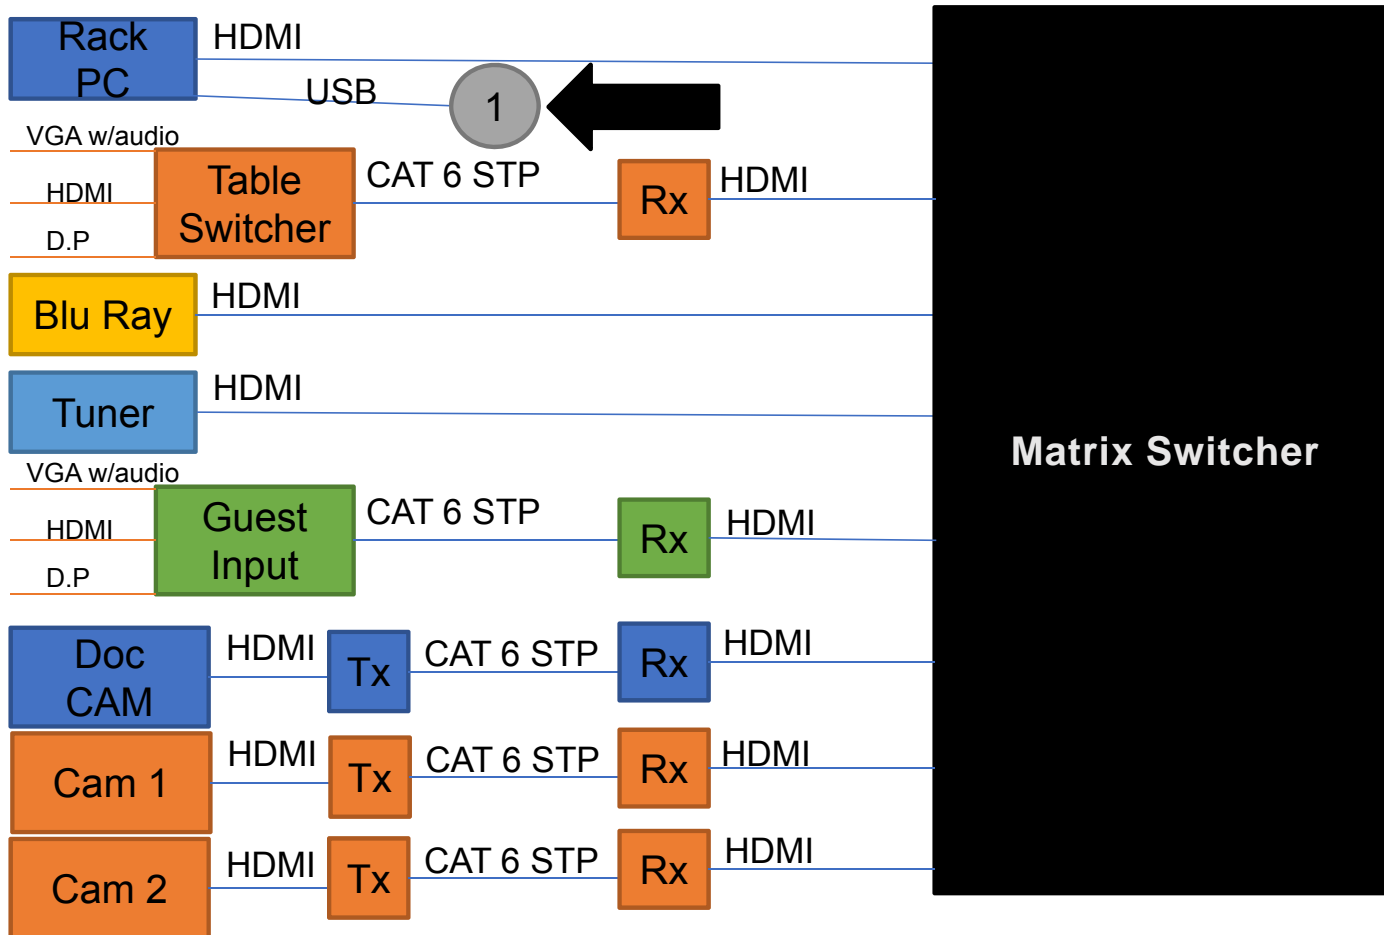 Rack
PC
HDMI
USB
1
VGA w/audio
HDMI
D.P
Table
Switcher
CAT 6 STP
Rx
HDMI
Blu Ray
HDMI
Tuner
HDMI
Matrix Switcher
VGA w/audio
HDMI
D.P
Guest
Input
CAT 6 STP
Rx
HDMI
Doc
CAM
HDMI
Tx
CAT 6 STP
Rx
HDMI
Cam 1
HDMI
Tx
CAT 6 STP
Rx
HDMI
Cam 2
HDMI
Tx
CAT 6 STP
Rx
HDMI